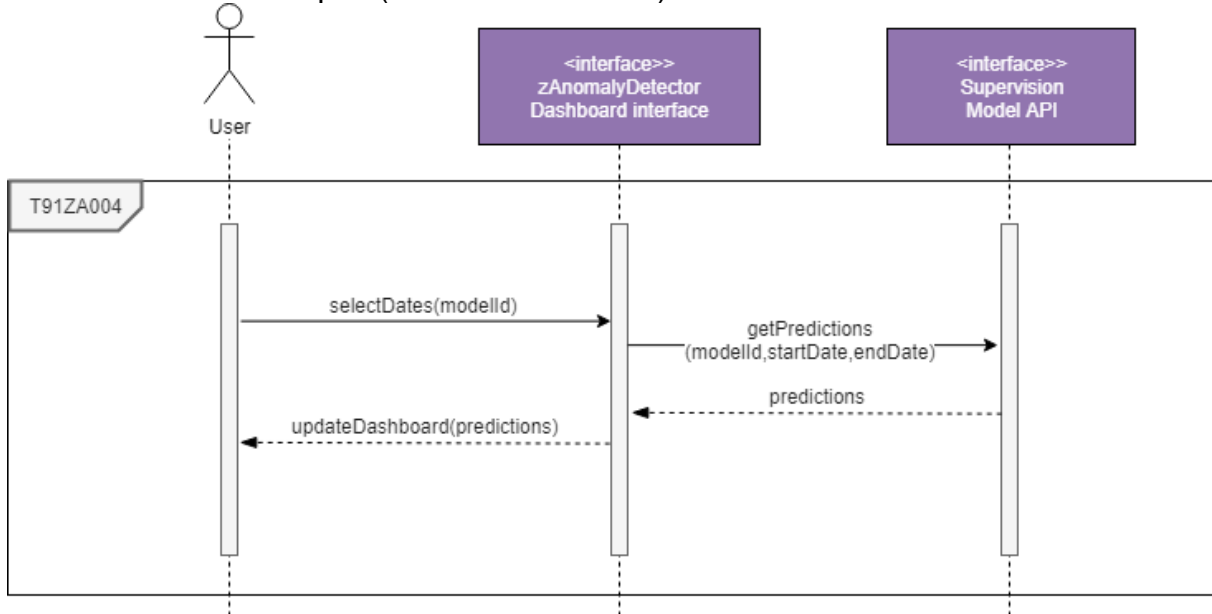 User
<interface>>
zAnomalyDetector
Dashboard interface
<interface>>
Supervision
Model API
T91ZA004
selectDates(modelId)
getPredictions
(modelId,startDate,endDate)
predictions
updateDashboard(predictions)